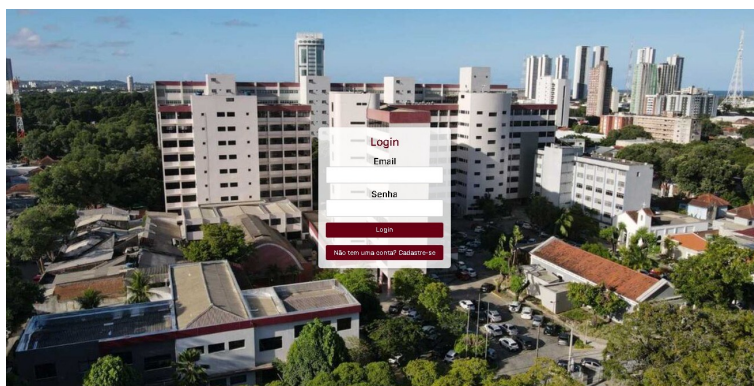 Login
Email
Senha
Login
Não tem uma conta? Cadastre-se